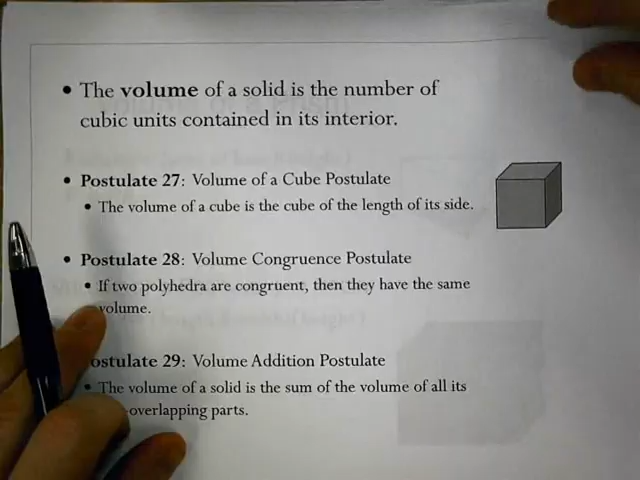 • The volume of a solid is the number of
cubic units contained in its interior.
• Postulate 27: Volume of a Cube Postulate
• The volume of a cube is the cube of the length of its side.
• Postulate 28: Volume Congruence Postulate
• If two polyhedra are congruent, then they have the same
volume.
ostulate 29: Volume Addition Postulate
• The volume of a solid is the sum of the volume of all its
-overlapping parts.